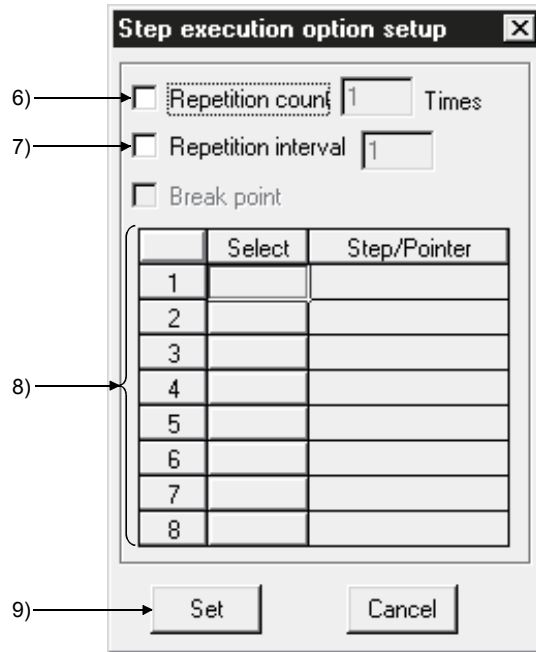 Step execution option setup
6) Repetition count 1 Times
7) Repetition interval 1
Break point
Select Step/Pointer
1
2
3
8) 4
5
6
7
8
9) Set Cancel